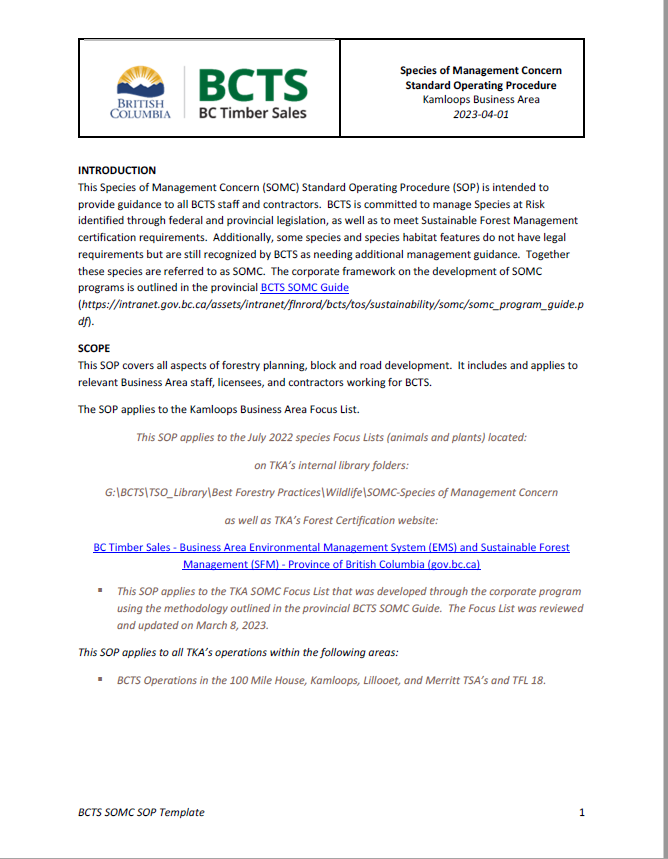 BRITISH
COLUMBIA
BCTS
BC Timber Sales
Species of Management Concern
Standard Operating Procedure
Kamloops Business Area
2023-04-01
INTRODUCTION
This Species of Management Concern (SOMC) Standard Operating Procedure (SOP) is intended to
provide guidance to all BCTS staff and contractors.  BCTS is committed to manage Species at Risk
identified through federal and provincial legislation, as well as to meet Sustainable Forest Management
certification requirements.  Additionally, some species and species habitat features do not have legal
requirements but are still recognized by BCTS as needing additional management guidance.  Together
these species are referred to as SOMC.  The corporate framework on the development of SOMC
programs is outlined in the provincial BCTS SOMC Guide
(https://intranet.gov.bc.ca/assets/intranet/flnrord/bcts/tos/sustainability/somc/somc_program_guide.p
df).
SCOPE
This SOP covers all aspects of forestry planning, block and road development.  It includes and applies to
relevant Business Area staff, licensees, and contractors working for BCTS.
The SOP applies to the Kamloops Business Area Focus List.
This SOP applies to the July 2022 species Focus Lists (animals and plants) located:
on TKA's internal library folders:
G:\BCTS\TSO_Library\Best Forestry Practices\Wildlife\SOMC-Species of Management Concern
as well as TKA's Forest Certification website:
BC Timber Sales - Business Area Environmental Management System (EMS) and Sustainable Forest
Management (SFM) - Province of British Columbia (gov.bc.ca)
▪ This SOP applies to the TKA SOMC Focus List that was developed through the corporate program
using the methodology outlined in the provincial BCTS SOMC Guide.  The Focus List was reviewed
and updated on March 8, 2023.
This SOP applies to all TKA's operations within the following areas:
▪ BCTS Operations in the 100 Mile House, Kamloops, Lillooet, and Merritt TSA's and TFL 18.
BCTS SOMC SOP Template 1